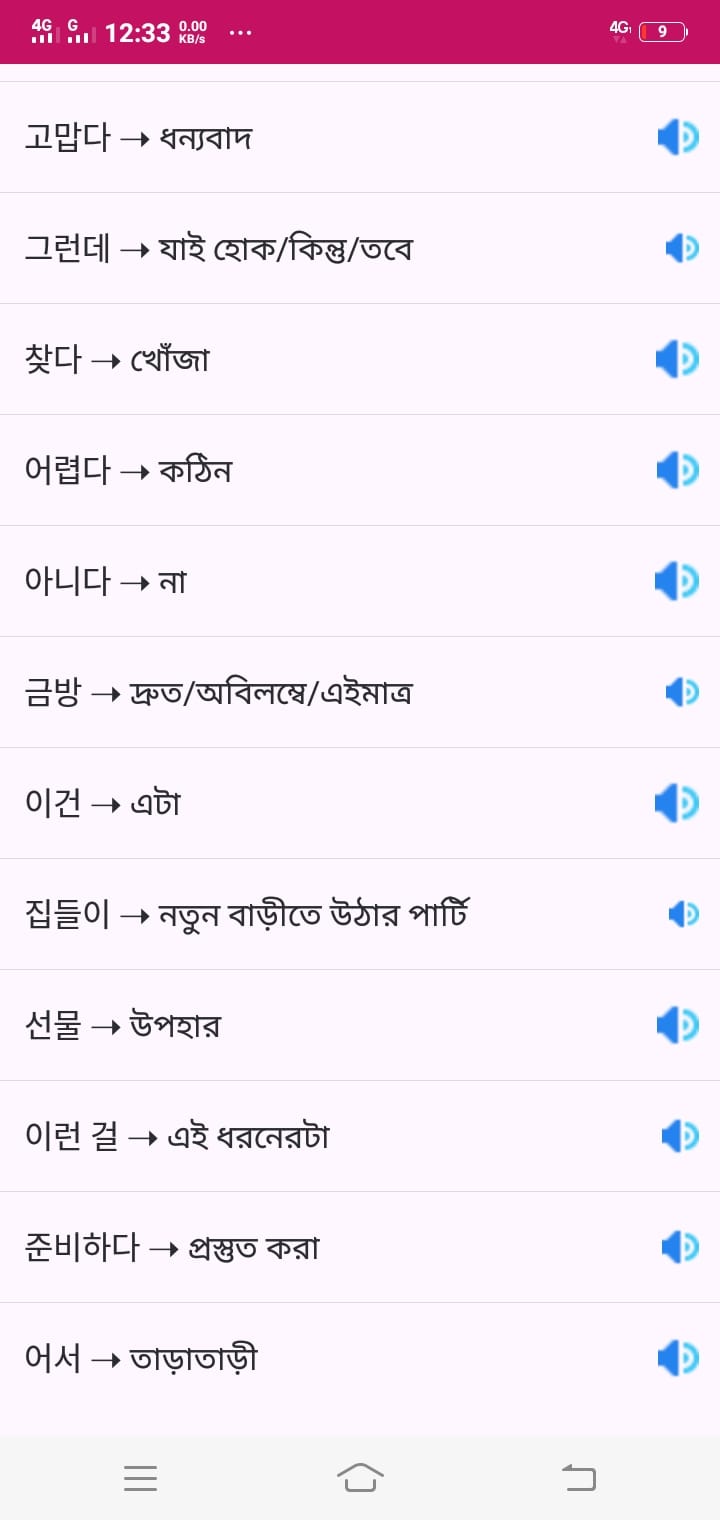 4G G 12:33 0.00 KB/s ... 4G 9
고맙다 → ধন্যবাদ
그런데 → যাই হোক/কিন্তু/তবে
찾다 → খোঁজা
어렵다 → কঠিন
아니다 → না
금방 → দ্রুত/অবিলম্বে/এইমাত্র
이건 → এটা
집들이 → নতুন বাড়ীতে উঠার পার্টি
선물 → উপহার
이런 걸 → এই ধরনেরটা
준비하다 → প্রস্তুত করা
어서 → তাড়াতাড়ী